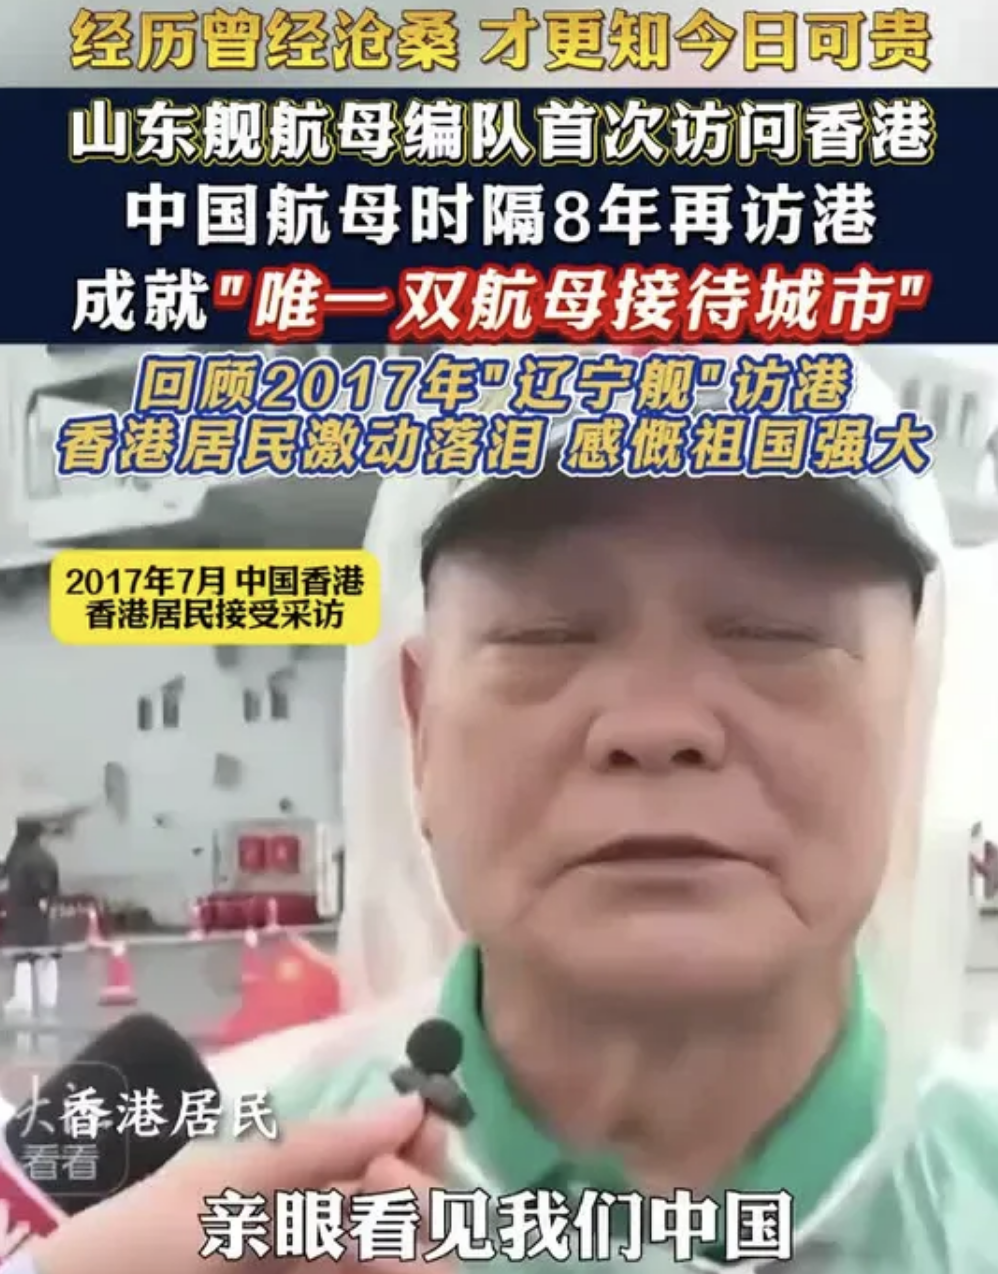 经历曾经沧桑 才更知今日可贵
山东舰航母编队首次访问香港
中国航母时隔8年再访港
成就"唯一双航母接待城市"
回顾2017年"辽宁舰"访港
香港居民激动落泪 感慨祖国强大
2017年7月 中国香港
香港居民接受采访
香港居民
看看
亲眼看见我们中国